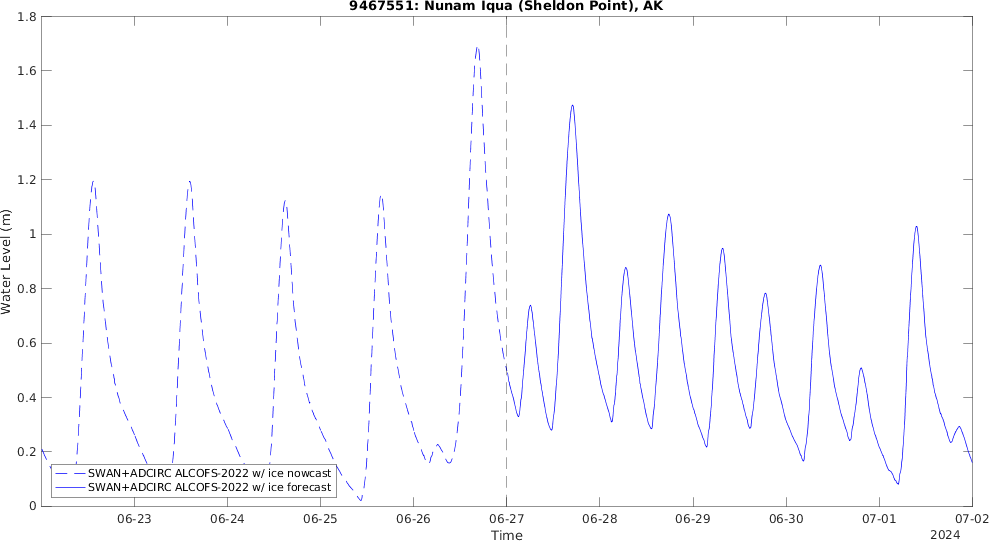 9467551: Nunam Iqua (Sheldon Point), AK
1.8
1.6
1.4
1.2
1
0.8
0.6
0.4
0.2
0
Water Level (m)
SWAN+ADCIRC ALCOFS-2022 w/ ice nowcast
SWAN+ADCIRC ALCOFS-2022 w/ ice forecast
06-23 06-24 06-25 06-26 06-27 06-28 06-29 06-30 07-01 07-02
Time
2024